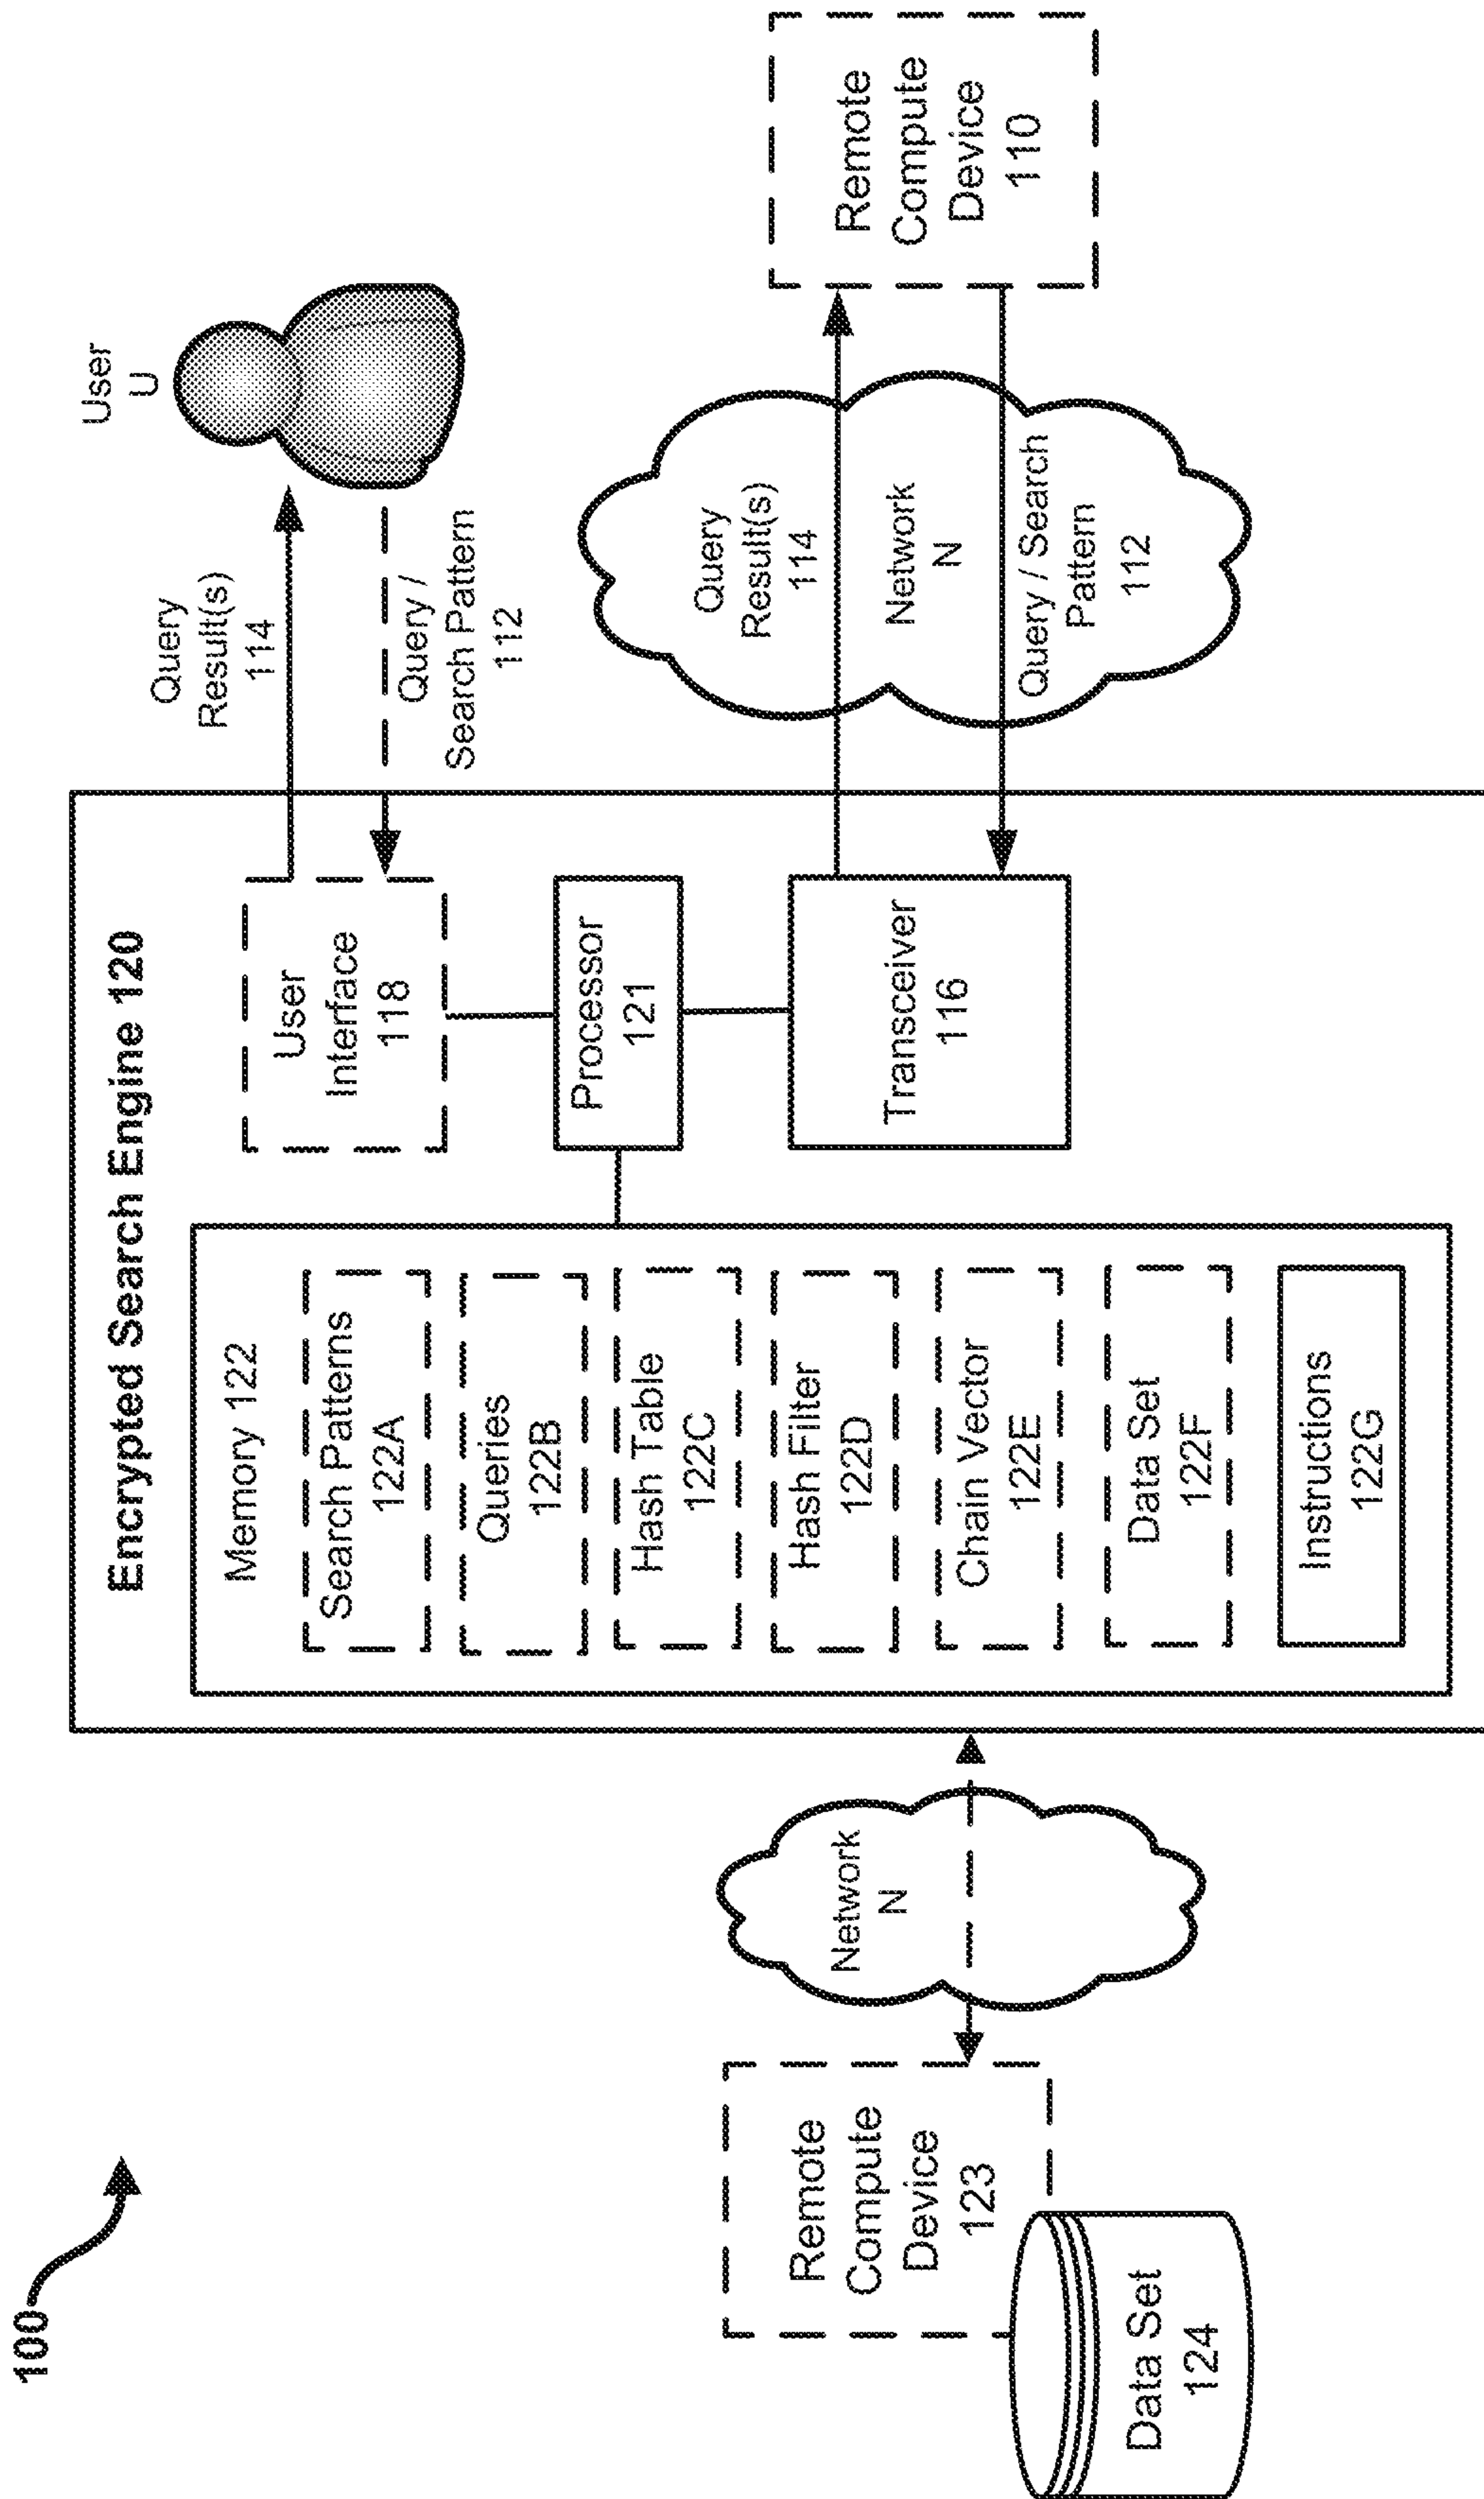 100
Encrypted Search Engine 120
Memory 122
Search Patterns
122A
Queries
122B
Hash Table
122C
Hash Filter
122D
Chain Vector
122E
Data Set
122F
Instructions
122G
User
Interface
118
Processor
121
Transceiver
116
Query
Result(s)
114
Query /
Search Pattern
112
User
U
Query
Result(s)
114
Network
N
Query / Search
Pattern
112
Remote
Compute
Device
110
Network
N
Remote
Compute
Device
123
Data Set
124